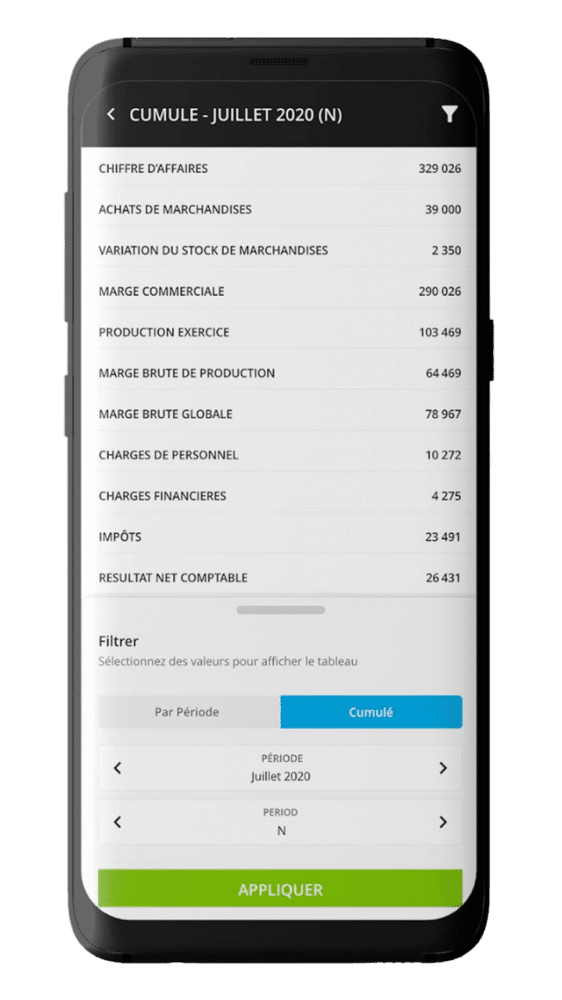 CUMULE - JUILLET 2020 (N)
CHIFFRE D'AFFAIRES 329 026
ACHATS DE MARCHANDISES 39 000
VARIATION DU STOCK DE MARCHANDISES 2 350
MARGE COMMERCIALE 290 026
PRODUCTION EXERCICE 103 469
MARGE BRUTE DE PRODUCTION 64 469
MARGE BRUTE GLOBALE 78 967
CHARGES DE PERSONNEL 10 272
CHARGES FINANCIERES 4 275
IMPÔTS 23 491
RESULTAT NET COMPTABLE 26 431
Filtrer
Sélectionnez des valeurs pour afficher le tableau
Par Période Cumulé
PÉRIODE
Juillet 2020
PERIOD
N
APPLIQUER